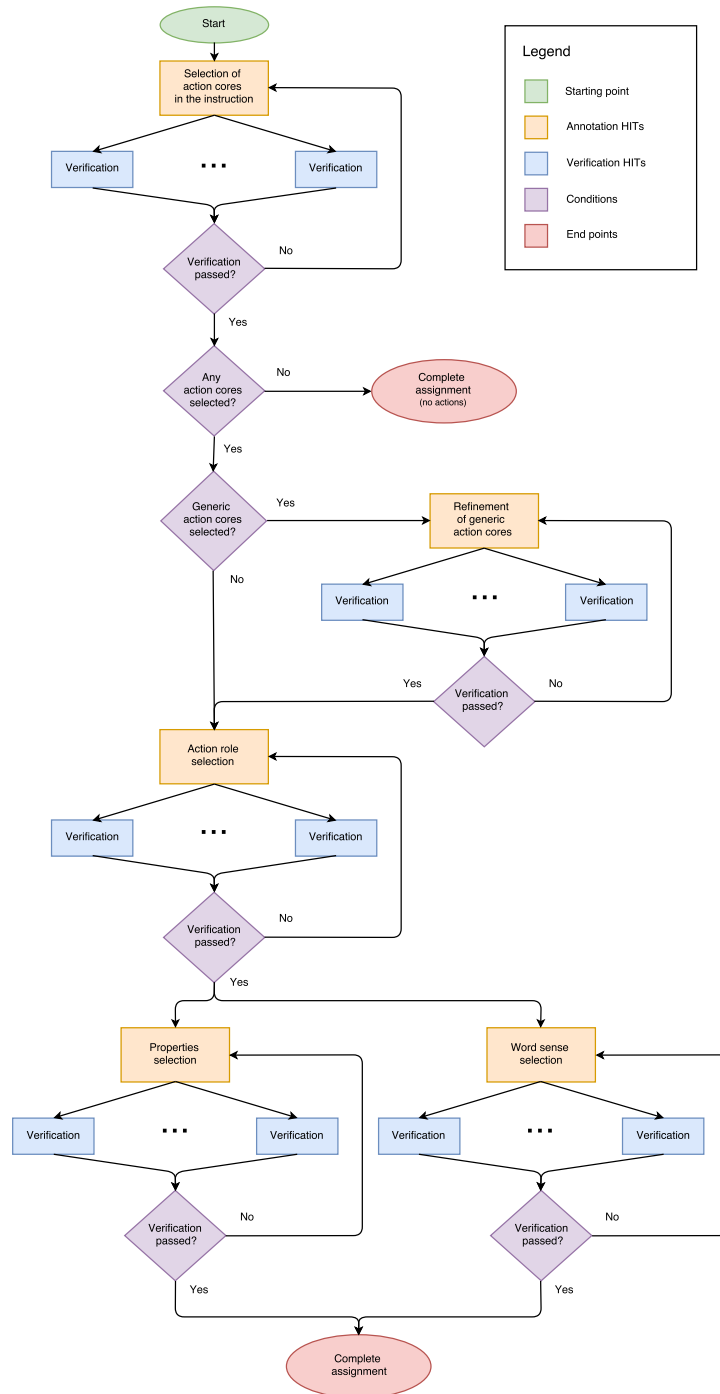 Start
Legend
Selection of
action cores
in the instruction
Starting point
Annotation HITs
Verification
...
Verification
Verification HITs
Conditions
End points
No
Verification
passed?
Yes
Any
action cores
selected?
No
Complete
assignment
(no actions)
Yes
Generic
action cores
selected?
Yes
Refinement
of generic
action cores
No
Verification
...
Verification
Yes
Verification
passed?
No
Action role
selection
Verification
...
Verification
No
Verification
passed?
Yes
Properties
selection
Word sense
selection
Verification
...
Verification
Verification
...
Verification
No
Verification
passed?
No
Verification
passed?
Yes
Yes
Complete
assignment